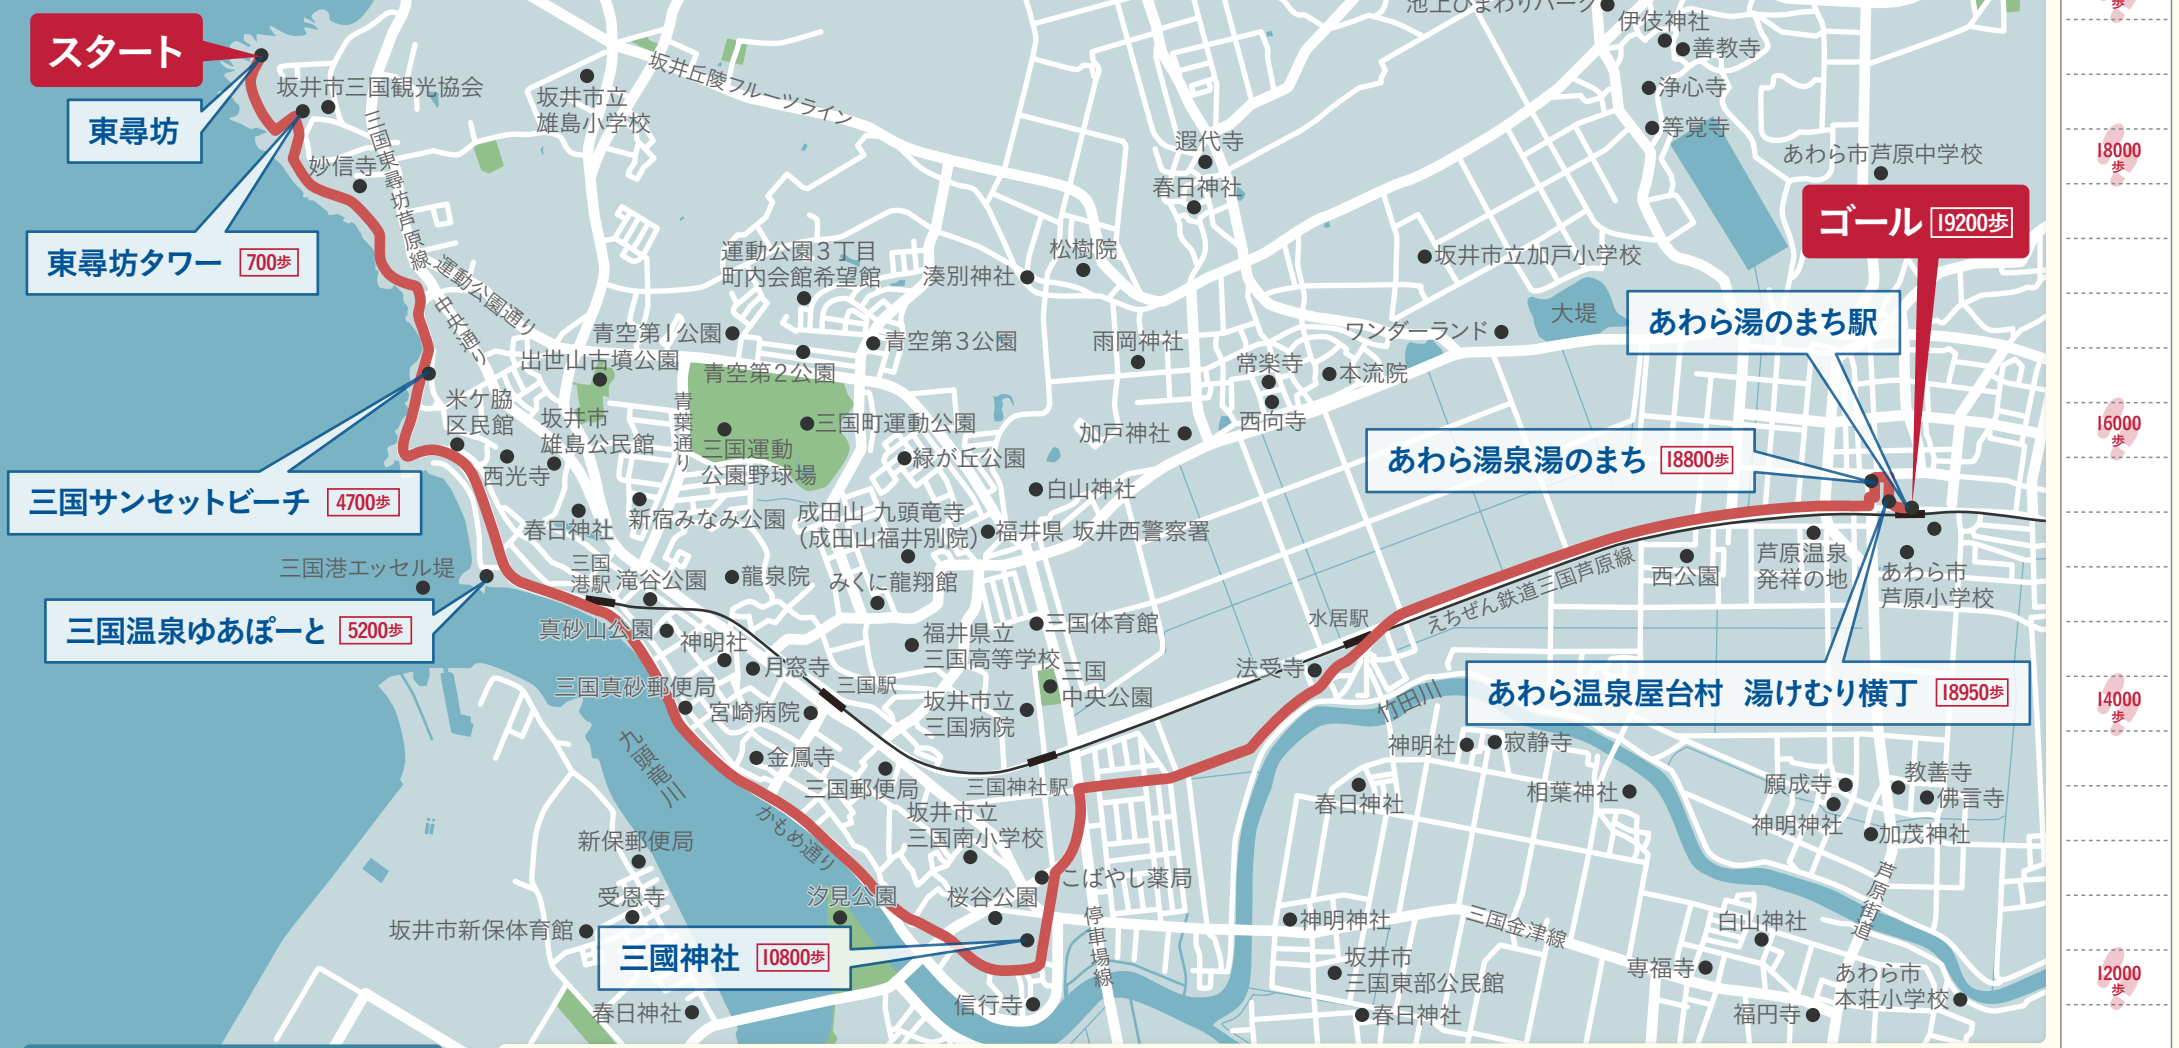 スタート
東尋坊
坂井市三国観光協会
三国東尋坊芦原線
妙信寺
東尋坊タワー 700歩
坂井市立
雄島小学校
坂井丘陵フルーツライン
池上ひまわりパーク
伊伎神社
善教寺
浄心寺
等覚寺
あわら市芦原中学校
ゴール 19200歩
遐代寺
春日神社
運動公園通り
中央通り
運動公園3丁目
町内会館希望館
湊別神社
松樹院
坂井市立加戸小学校
大堤
ワンダーランド
あわら湯のまち駅
青空第1公園
出世山古墳公園
青空第2公園
青空第3公園
雨岡神社
常楽寺
本流院
西向寺
米ケ脇
区民館
坂井市
雄島公民館
西光寺
青葉通り
三国運動
公園野球場
三国町運動公園
緑が丘公園
加戸神社
白山神社
あわら湯泉湯のまち 18800歩
三国サンセットビーチ 4700歩
春日神社
新宿みなみ公園
成田山 九頭竜寺
(成田山福井別院)
福井県 坂井西警察署
三国港エッセル堤
三国
港駅
滝谷公園
龍泉院
みくに龍翔館
三国温泉ゆあぽーと 5200歩
真砂山公園
神明社
月窓寺
三国駅
福井県立
三国高等学校
三国体育館
三国
中央公園
水居駅
えちぜん鉄道三国芦原線
西公園
芦原温泉
発祥の地
あわら市
芦原小学校
法受寺
竹田川
あわら温泉屋台村 湯けむり横丁 18950歩
三国真砂郵便局
宮崎病院
坂井市立
三国病院
九頭竜川
金鳳寺
三国郵便局
三国神社駅
神明社
寂静寺
春日神社
相葉神社
願成寺
神明神社
教善寺
佛言寺
加茂神社
かもめ通り
坂井市立
三国南小学校
こばやし薬局
新保郵便局
受恩寺
坂井市新保体育館
汐見公園
桜谷公園
三國神社 10800歩
停車場線
神明神社
三国金津線
白山神社
芦原街道
坂井市
三国東部公民館
専福寺
あわら市
本荘小学校
春日神社
信行寺
春日神社
福円寺
歩
18000
歩
16000
歩
14000
歩
12000
歩